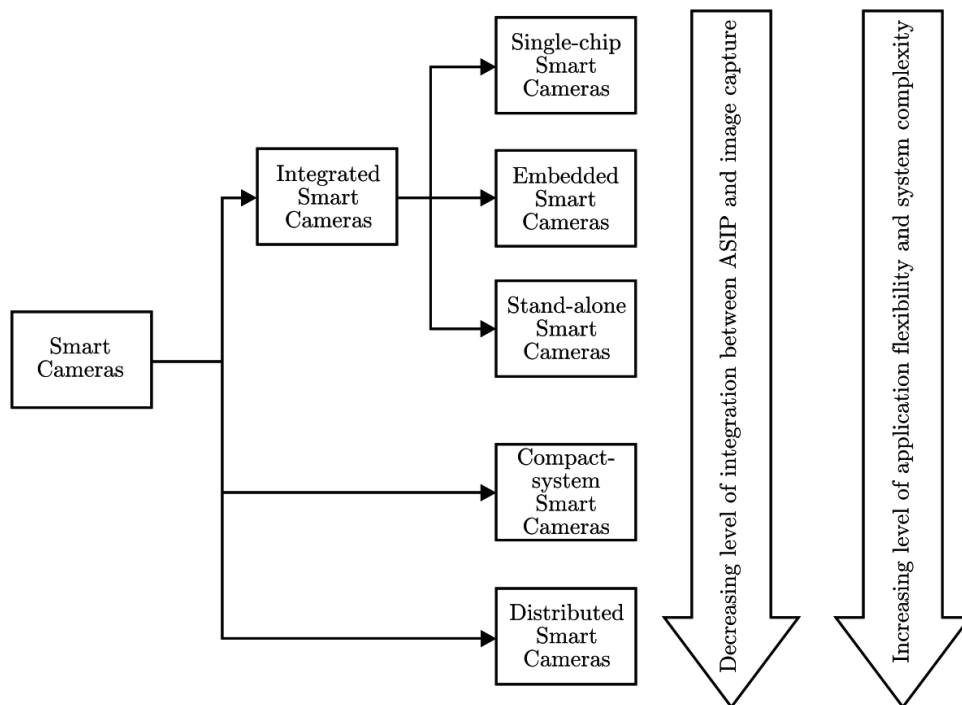 Single-chip
Smart
Cameras
Integrated
Smart
Cameras
Embedded
Smart
Cameras
Stand-alone
Smart
Cameras
Smart
Cameras
Compact-
system
Smart
Cameras
Distributed
Smart
Cameras
Decreasing level of integration between ASIP and image capture
Increasing level of application flexibility and system complexity